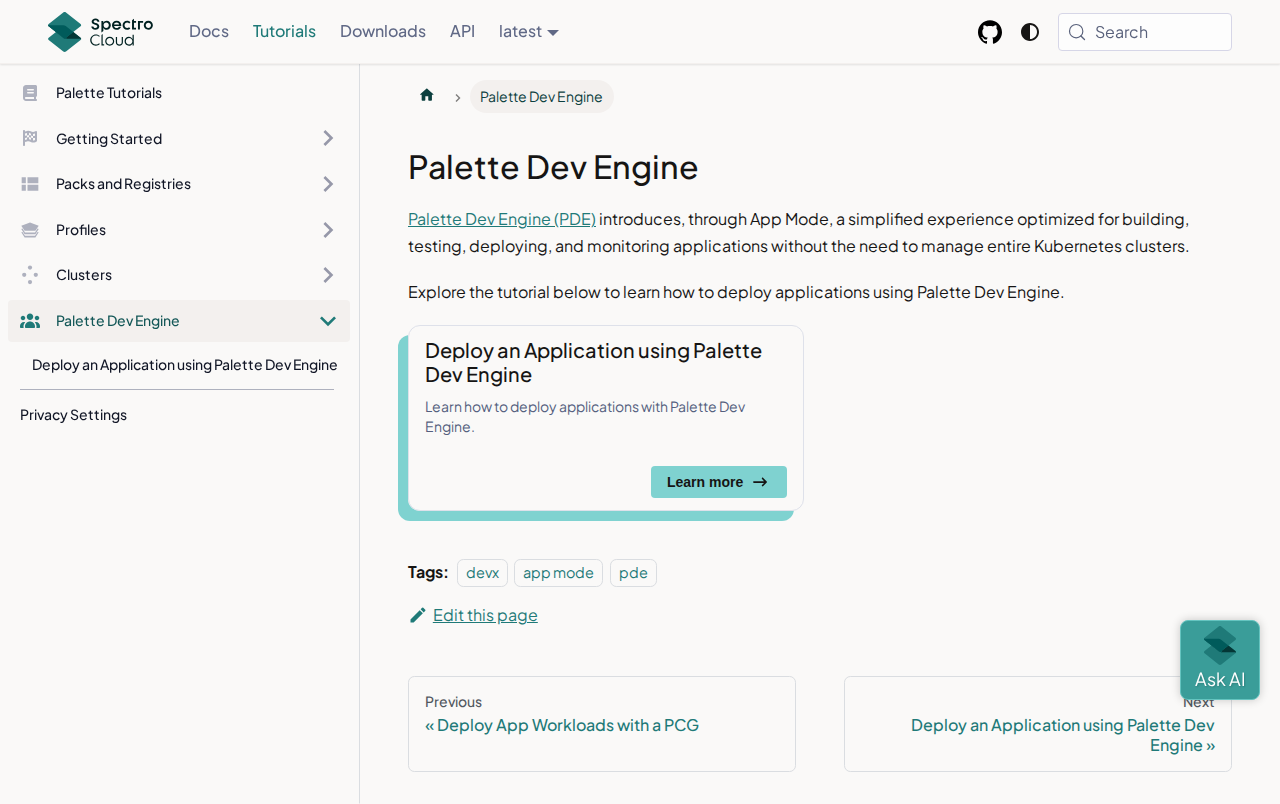 Spectro
Cloud
Docs
Tutorials
Downloads
API
latest
Search
Palette Tutorials
Getting Started
Packs and Registries
Profiles
Clusters
Palette Dev Engine
Deploy an Application using Palette Dev Engine
Privacy Settings
Palette Dev Engine
Palette Dev Engine
Palette Dev Engine (PDE) introduces, through App Mode, a simplified experience optimized for building,
testing, deploying, and monitoring applications without the need to manage entire Kubernetes clusters.
Explore the tutorial below to learn how to deploy applications using Palette Dev Engine.
Deploy an Application using Palette
Dev Engine
Learn how to deploy applications with Palette Dev
Engine.
Learn more
Tags:
devx
app mode
pde
Edit this page
Previous
« Deploy App Workloads with a PCG
Next
Deploy an Application using Palette Dev
Engine »
Ask AI